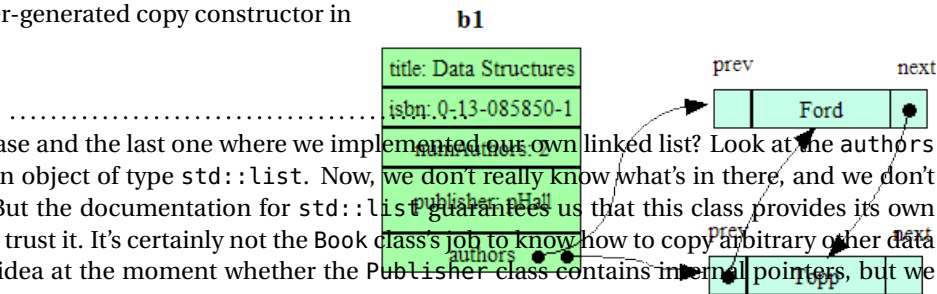 er-generated copy constructor in
b1
title: Data Structures
prev next
isbn: 0-13-085850-1
Ford
numAuthors: 2
ase and the last one where we implemented our own linked list? Look at the authors
n object of type std::list. Now, we don't really know what's in there, and we don't
publisher: pHall
But the documentation for std::list guarantees us that this class provides its own
trust it. It's certainly not the Book class's job to know how to copy arbitrary other data
prev next
authors
idea at the moment whether the Publisher class contains internal pointers, but we
Topp